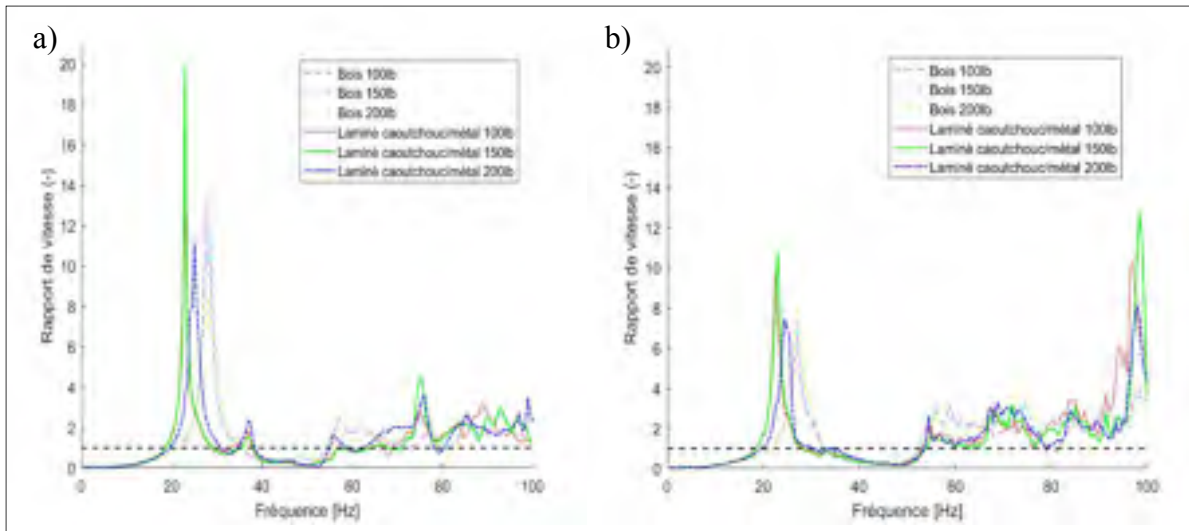 a)
20
18
16
14
12
10
8
6
4
2
0
Rapport de vitesse (-)
Bois 100lb
Bois 150lb
Bois 200lb
Laminé caoutchouc/métal 100lb
Laminé caoutchouc/métal 150lb
Laminé caoutchouc/métal 200lb
0 20 40 60 80 100
Fréquence [Hz]
b)
20
18
16
14
12
10
8
6
4
2
0
Rapport de vitesse (-)
Bois 100lb
Bois 150lb
Bois 200lb
Laminé caoutchouc/métal 100lb
Laminé caoutchouc/métal 150lb
Laminé caoutchouc/métal 200lb
0 20 40 60 80 100
Fréquence [Hz]